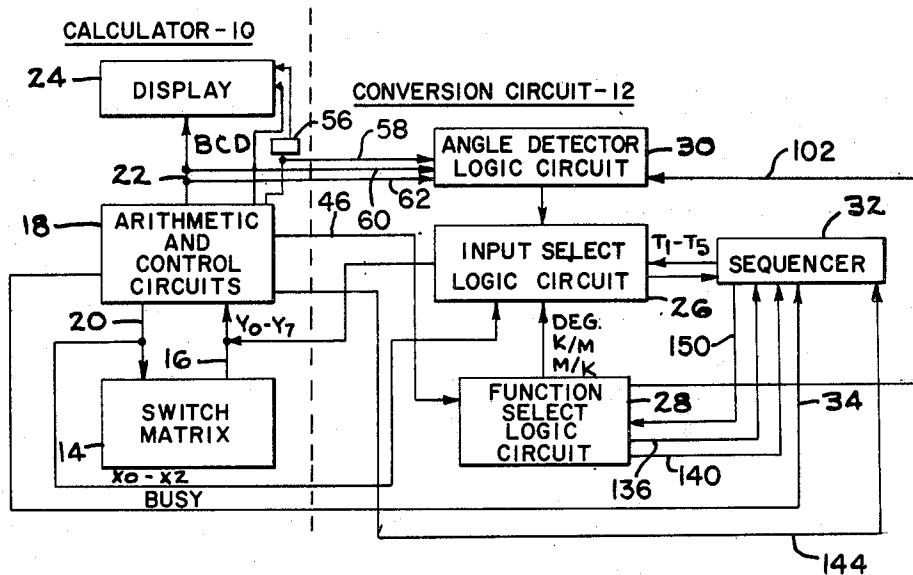 CALCULATOR-10
24
DISPLAY
BCD
56
58
22
60
62
18
ARITHMETIC
AND
CONTROL
CIRCUITS
46
20
16
Y0-Y7
SWITCH
MATRIX
14
X0-X2
BUSY
CONVERSION CIRCUIT-12
ANGLE DETECTOR
LOGIC CIRCUIT
30
102
INPUT SELECT
LOGIC CIRCUIT
26
T1-T5
32
SEQUENCER
150
DEG.
K/M
M/K
FUNCTION
SELECT
LOGIC
CIRCUIT
28
34
136
140
144